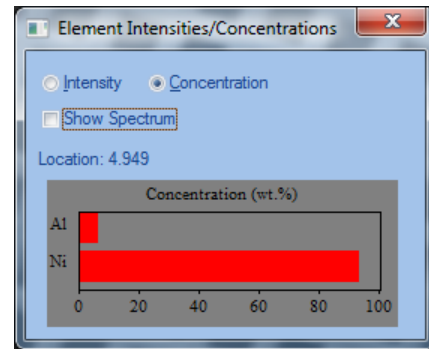 Element Intensities/Concentrations
Intensity Concentration
Show Spectrum
Location: 4.949
Concentration (wt.%)
Al
Ni
0 20 40 60 80 100